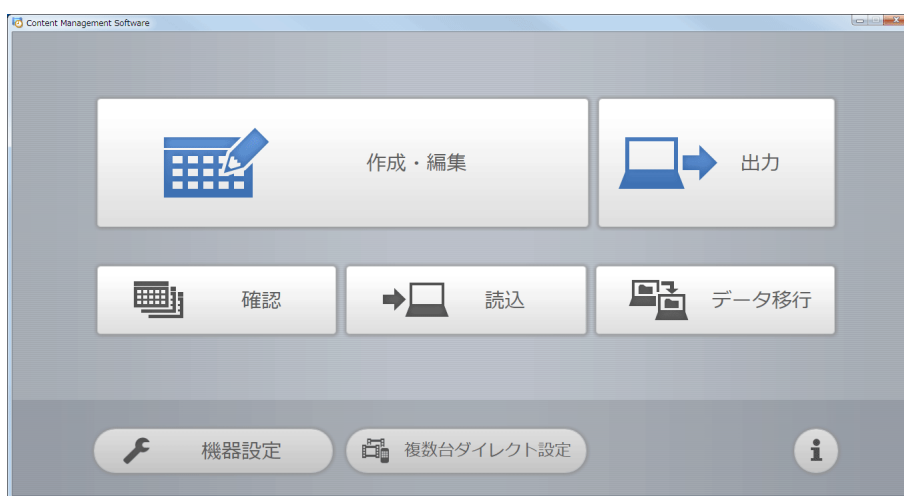 Content Management Software
作成・編集
出力
確認
読込
データ移行
機器設定
複数台ダイレクト設定
i